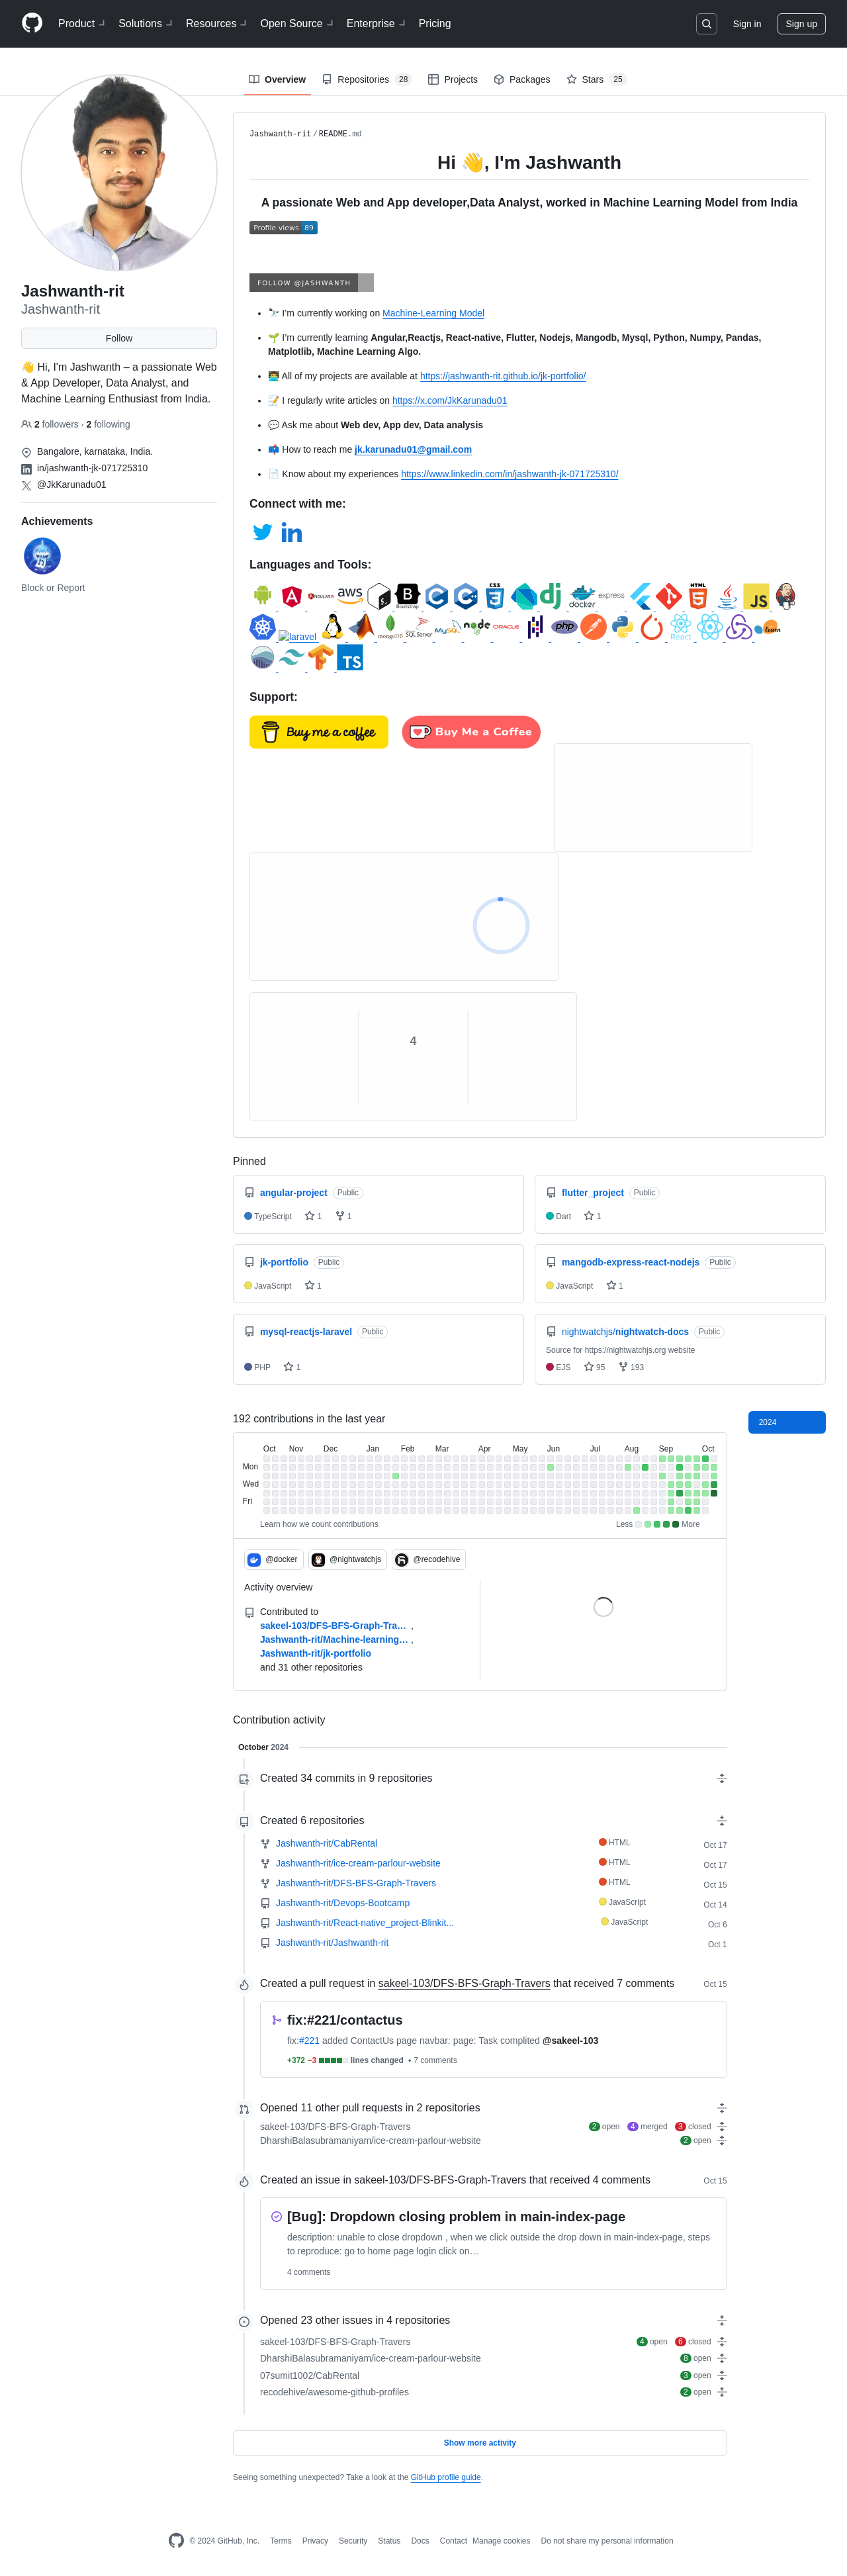 Product Solutions Resources Open Source Enterprise Pricing Sign in Sign up
Overview Repositories 28 Projects Packages Stars 25
Jashwanth-rit
Jashwanth-rit
Follow
👋 Hi, I'm Jashwanth – a passionate Web
& App Developer, Data Analyst, and
Machine Learning Enthusiast from India.
2 followers · 2 following
Bangalore, karnataka, India.
in/jashwanth-jk-071725310
@JkKarunadu01
Achievements
Block or Report
Jashwanth-rit/README.md
Hi 👋, I'm Jashwanth
A passionate Web and App developer,Data Analyst, worked in Machine Learning Model from India
Profile views 89
FOLLOW @JASHWANTH
🔭 I’m currently working on Machine-Learning Model
🌱 I’m currently learning Angular,Reactjs, React-native, Flutter, Nodejs, Mangodb, Mysql, Python, Numpy, Pandas,
Matplotlib, Machine Learning Algo.
👨‍💻 All of my projects are available at https://jashwanth-rit.github.io/jk-portfolio/
📝 I regularly write articles on https://x.com/JkKarunadu01
💬 Ask me about Web dev, App dev, Data analysis
📫 How to reach me jk.karunadu01@gmail.com
📄 Know about my experiences https://www.linkedin.com/in/jashwanth-jk-071725310/
Connect with me:
Languages and Tools:
ANGULARJS aws Bootstrap CSS docker express HTML JS
laravel mongoDB SQL Server MySQL node ORACLE php React
TS
Support:
Buy me a coffee Buy Me a Coffee
4
Pinned
angular-project Public
TypeScript 1 1
flutter_project Public
Dart 1
jk-portfolio Public
JavaScript 1
mangodb-express-react-nodejs Public
JavaScript 1
mysql-reactjs-laravel Public
PHP 1
nightwatchjs/nightwatch-docs Public
Source for https://nightwatchjs.org website
EJS 95 193
192 contributions in the last year
2024
Oct Nov Dec Jan Feb Mar Apr May Jun Jul Aug Sep Oct
Mon
Wed
Fri
Learn how we count contributions Less More
@docker @nightwatchjs @recodehive
Activity overview
Contributed to
sakeel-103/DFS-BFS-Graph-Tra… ,
Jashwanth-rit/Machine-learning… ,
Jashwanth-rit/jk-portfolio
and 31 other repositories
Contribution activity
October 2024
Created 34 commits in 9 repositories
Created 6 repositories
Jashwanth-rit/CabRental HTML Oct 17
Jashwanth-rit/ice-cream-parlour-website HTML Oct 17
Jashwanth-rit/DFS-BFS-Graph-Travers HTML Oct 15
Jashwanth-rit/Devops-Bootcamp JavaScript Oct 14
Jashwanth-rit/React-native_project-Blinkit... JavaScript Oct 6
Jashwanth-rit/Jashwanth-rit Oct 1
Created a pull request in sakeel-103/DFS-BFS-Graph-Travers that received 7 comments Oct 15
fix:#221/contactus
fix:#221 added ContactUs page navbar: page: Task complited @sakeel-103
+372 −3 lines changed • 7 comments
Opened 11 other pull requests in 2 repositories
sakeel-103/DFS-BFS-Graph-Travers 2 open 4 merged 3 closed
DharshiBalasubramaniyam/ice-cream-parlour-website 2 open
Created an issue in sakeel-103/DFS-BFS-Graph-Travers that received 4 comments Oct 15
[Bug]: Dropdown closing problem in main-index-page
description: unable to close dropdown , when we click outside the drop down in main-index-page, steps
to reproduce: go to home page login click on…
4 comments
Opened 23 other issues in 4 repositories
sakeel-103/DFS-BFS-Graph-Travers 4 open 6 closed
DharshiBalasubramaniyam/ice-cream-parlour-website 8 open
07sumit1002/CabRental 3 open
recodehive/awesome-github-profiles 2 open
Show more activity
Seeing something unexpected? Take a look at the GitHub profile guide.
© 2024 GitHub, Inc. Terms Privacy Security Status Docs Contact Manage cookies Do not share my personal information